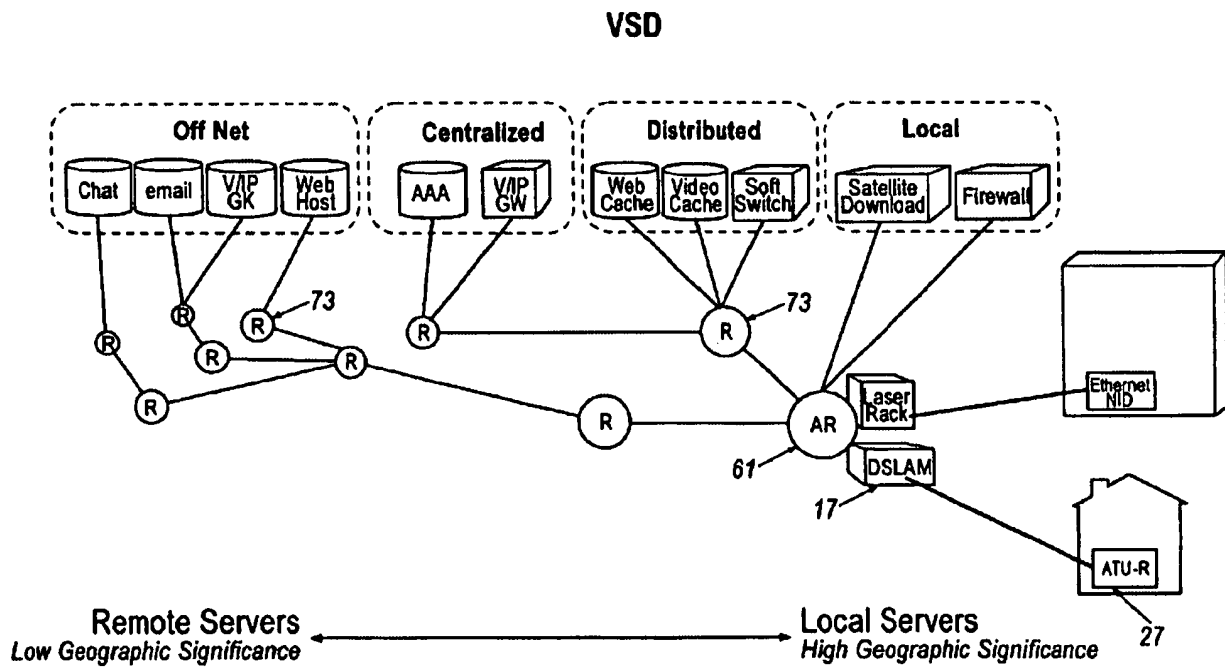 VSD
Off Net
Centralized
Distributed
Local
Chat
email
V/IP
GK
Web
Host
AAA
V/IP
GW
Web
Cache
Video
Cache
Soft
Switch
Satellite
Download
Firewall
R
R
73
R
R
R
R
R
73
R
R
AR
61
Laser
Rack
DSLAM
17
Ethernet
NID
ATU-R
27
Remote Servers
Low Geographic Significance
Local Servers
High Geographic Significance